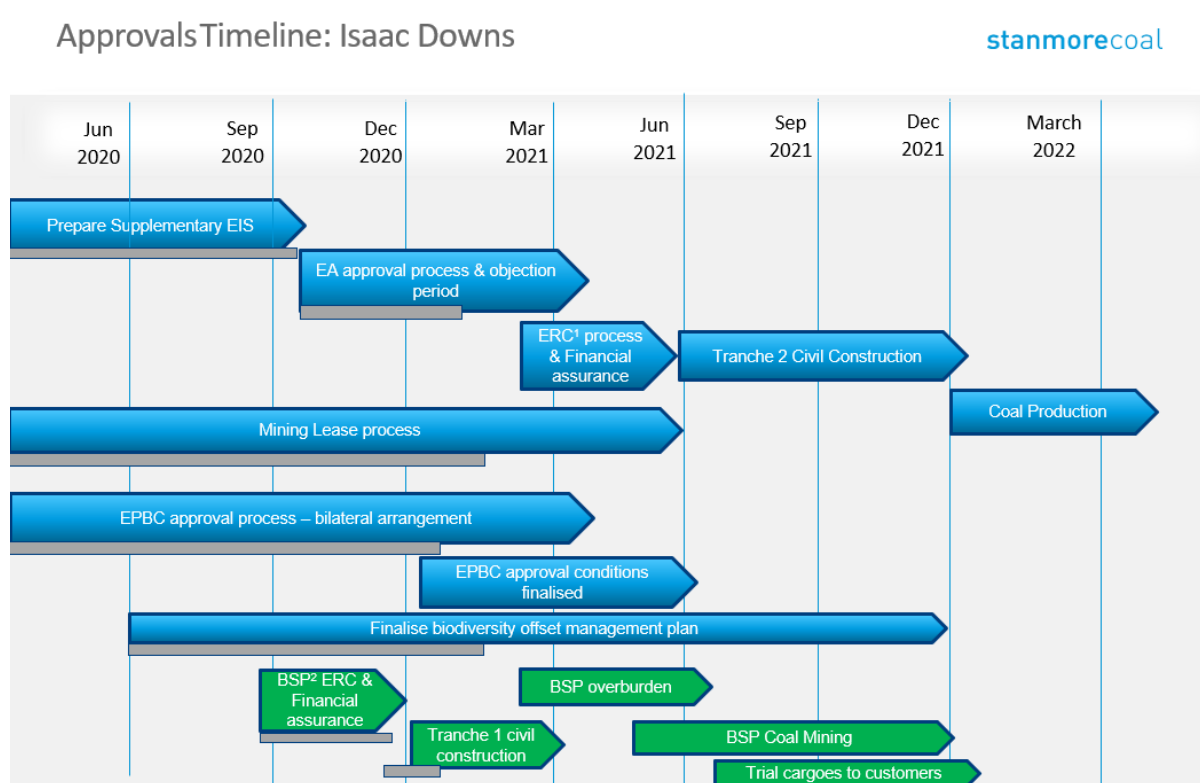 Approvals Timeline: Isaac Downs
stanmorecoal
Jun
2020
Sep
2020
Dec
2020
Mar
2021
Jun
2021
Sep
2021
Dec
2021
March
2022
Prepare Supplementary EIS
EA approval process & objection
period
ERC¹ process
& Financial
assurance
Tranche 2 Civil Construction
Coal Production
Mining Lease process
EPBC approval process – bilateral arrangement
EPBC approval conditions
finalised
Finalise biodiversity offset management plan
BSP² ERC &
Financial
assurance
BSP overburden
Tranche 1 civil
construction
BSP Coal Mining
Trial cargoes to customers